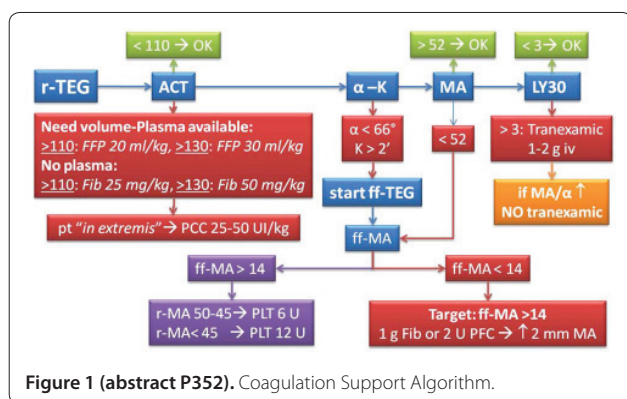 < 110 → OK
> 52 → OK
< 3→ OK
r-TEG
ACT
α –K
MA
LY30
Need volume-Plasma available:
>110: FFP 20 ml/kg, >130: FFP 30 ml/kg
No plasma:
>110: Fib 25 mg/kg, >130: Fib 50 mg/kg
α < 66°
K > 2’
< 52
> 3: Tranexamic
1-2 g iv
start ff-TEG
if MA/α ↑
NO tranexamic
pt “in extremis” → PCC 25-50 UI/kg
ff-MA
ff-MA > 14
ff-MA < 14
r-MA 50-45→ PLT 6 U
r-MA< 45 → PLT 12 U
Target: ff-MA >14
1 g Fib or 2 U PFC → ↑ 2 mm MA
Figure 1 (abstract P352). Coagulation Support Algorithm.